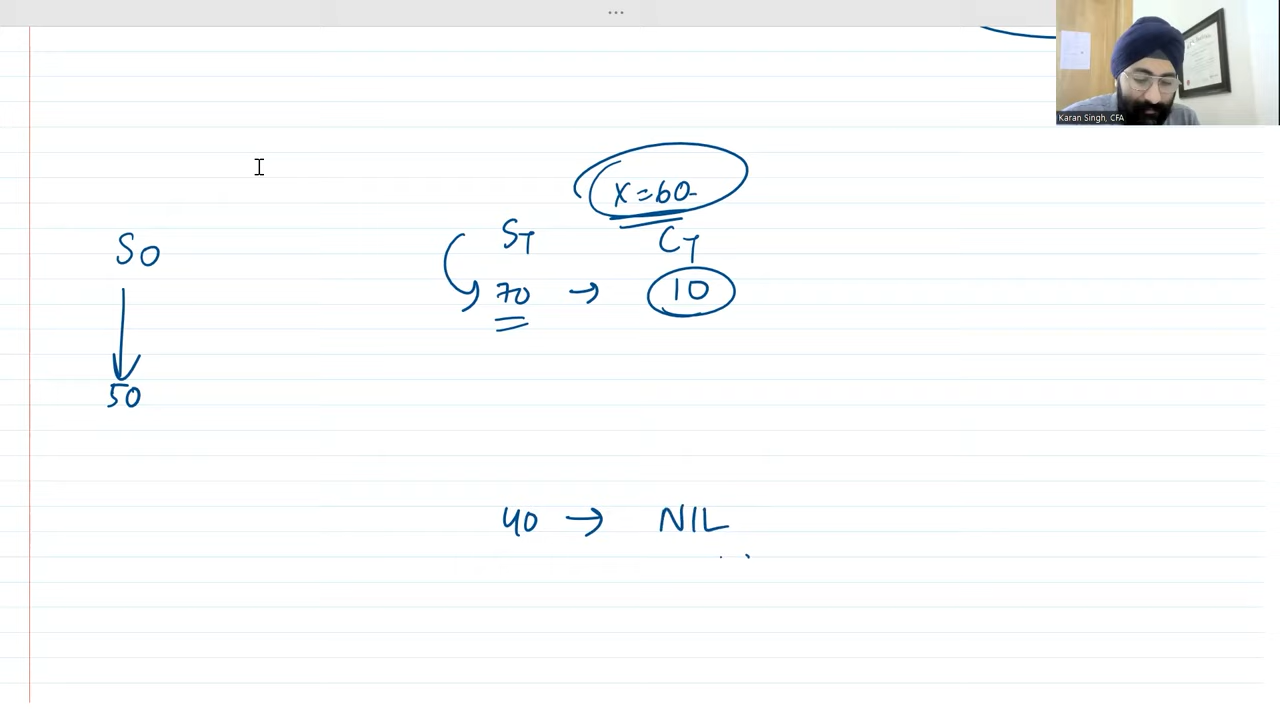 Karan Singh, CFA
x=60
S0
ST CT
70 → 10
50
40 → NIL